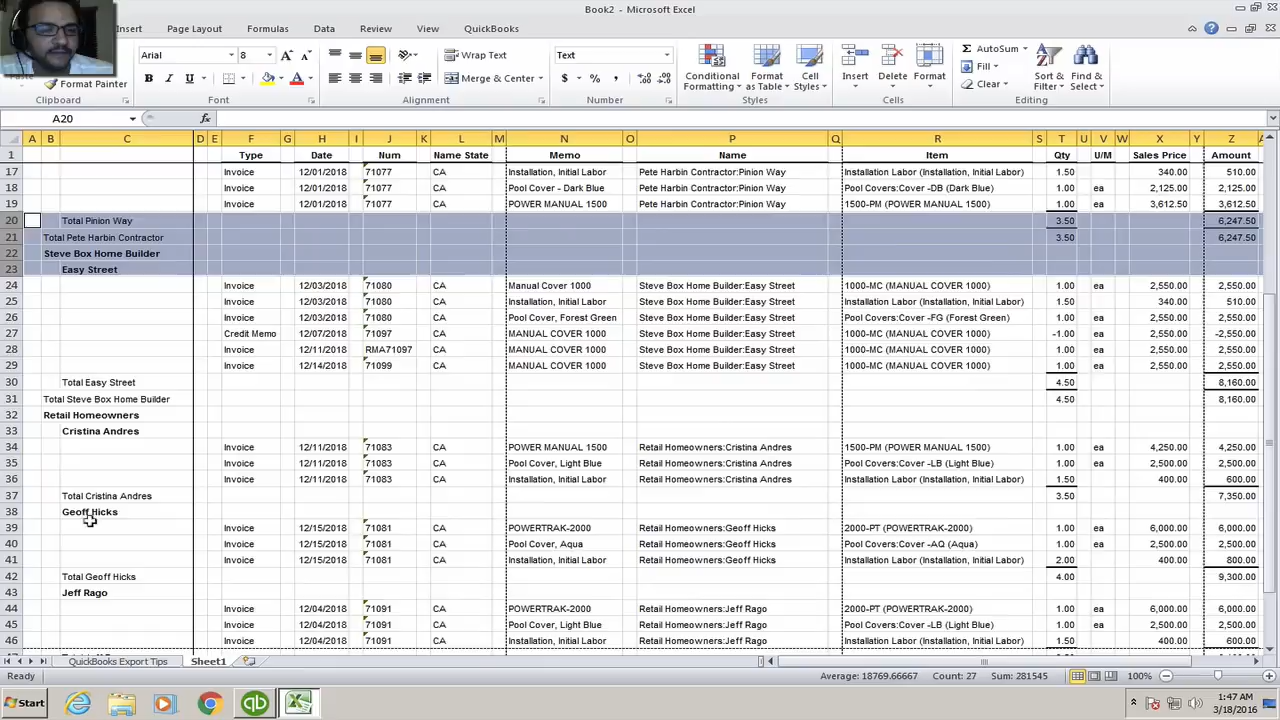 Book2 - Microsoft Excel
Insert Page Layout Formulas Data Review View QuickBooks
Arial 8 Wrap Text Text AutoSum
Conditional Format Cell Insert Delete Format Fill Sort & Find &
Format Painter B I U Merge & Center $ % , Formatting as Table Styles Clear Filter Select
Clipboard Font Alignment Number Styles Cells Editing
A20 fx
A B C D E F G H I J K L M N O P Q R S T U V W X Y Z
1 Type Date Num Name State Memo Name Item Qty U/M Sales Price Amount
17 Invoice 12/01/2018 71077 CA Installation, Initial Labor Pete Harbin Contractor:Pinion Way Installation Labor (Installation, Initial Labor) 1.50 340.00 510.00
18 Invoice 12/01/2018 71077 CA Pool Cover - Dark Blue Pete Harbin Contractor:Pinion Way Pool Covers:Cover -DB (Dark Blue) 1.00 ea 2,125.00 2,125.00
19 Invoice 12/01/2018 71077 CA POWER MANUAL 1500 Pete Harbin Contractor:Pinion Way 1500-PM (POWER MANUAL 1500) 1.00 ea 3,612.50 3,612.50
20 Total Pinion Way 3.50 6,247.50
21 Total Pete Harbin Contractor 3.50 6,247.50
22 Steve Box Home Builder
23 Easy Street
24 Invoice 12/03/2018 71080 CA Manual Cover 1000 Steve Box Home Builder:Easy Street 1000-MC (MANUAL COVER 1000) 1.00 ea 2,550.00 2,550.00
25 Invoice 12/03/2018 71080 CA Installation, Initial Labor Steve Box Home Builder:Easy Street Installation Labor (Installation, Initial Labor) 1.50 340.00 510.00
26 Invoice 12/03/2018 71080 CA Pool Cover, Forest Green Steve Box Home Builder:Easy Street Pool Covers:Cover -FG (Forest Green) 1.00 ea 2,550.00 2,550.00
27 Credit Memo 12/07/2018 71097 CA MANUAL COVER 1000 Steve Box Home Builder:Easy Street 1000-MC (MANUAL COVER 1000) -1.00 ea 2,550.00 -2,550.00
28 Invoice 12/11/2018 RMA71097 CA MANUAL COVER 1000 Steve Box Home Builder:Easy Street 1000-MC (MANUAL COVER 1000) 1.00 ea 2,550.00 2,550.00
29 Invoice 12/14/2018 71099 CA MANUAL COVER 1000 Steve Box Home Builder:Easy Street 1000-MC (MANUAL COVER 1000) 1.00 ea 2,550.00 2,550.00
30 Total Easy Street 4.50 8,160.00
31 Total Steve Box Home Builder 4.50 8,160.00
32 Retail Homeowners
33 Cristina Andres
34 Invoice 12/11/2018 71083 CA POWER MANUAL 1500 Retail Homeowners:Cristina Andres 1500-PM (POWER MANUAL 1500) 1.00 ea 4,250.00 4,250.00
35 Invoice 12/11/2018 71083 CA Pool Cover, Light Blue Retail Homeowners:Cristina Andres Pool Covers:Cover -LB (Light Blue) 1.00 ea 2,500.00 2,500.00
36 Invoice 12/11/2018 71083 CA Installation, Initial Labor Retail Homeowners:Cristina Andres Installation Labor (Installation, Initial Labor) 1.50 400.00 600.00
37 Total Cristina Andres 3.50 7,350.00
38 Geoff Hicks
39 Invoice 12/15/2018 71081 CA POWERTRAK-2000 Retail Homeowners:Geoff Hicks 2000-PT (POWERTRAK-2000) 1.00 ea 6,000.00 6,000.00
40 Invoice 12/15/2018 71081 CA Pool Cover, Aqua Retail Homeowners:Geoff Hicks Pool Covers:Cover -AQ (Aqua) 1.00 ea 2,500.00 2,500.00
41 Invoice 12/15/2018 71081 CA Installation, Initial Labor Retail Homeowners:Geoff Hicks Installation Labor (Installation, Initial Labor) 2.00 400.00 800.00
42 Total Geoff Hicks 4.00 9,300.00
43 Jeff Rago
44 Invoice 12/04/2018 71091 CA POWERTRAK-2000 Retail Homeowners:Jeff Rago 2000-PT (POWERTRAK-2000) 1.00 ea 6,000.00 6,000.00
45 Invoice 12/04/2018 71091 CA Pool Cover, Light Blue Retail Homeowners:Jeff Rago Pool Covers:Cover -LB (Light Blue) 1.00 ea 2,500.00 2,500.00
46 Invoice 12/04/2018 71091 CA Installation, Initial Labor Retail Homeowners:Jeff Rago Installation Labor (Installation, Initial Labor) 1.50 400.00 600.00
QuickBooks Export Tips Sheet1
Ready Average: 18769.66667 Count: 27 Sum: 281545 100%
Start qb 1:47 AM
3/18/2016